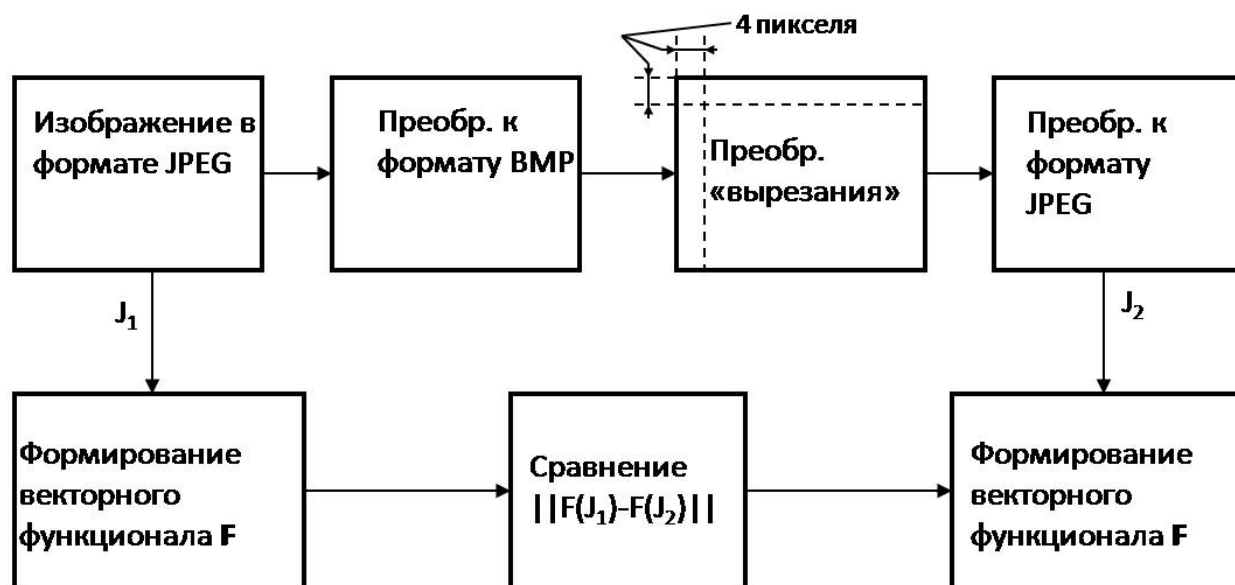 4 пикселя
Изображение в
формате JPEG
Преобр. к
формату BMP
Преобр.
«вырезания»
Преобр. к
формату
JPEG
J₁
J₂
Формирование
векторного
функционала F
Сравнение
||F(J₁)-F(J₂)||
Формирование
векторного
функционала F